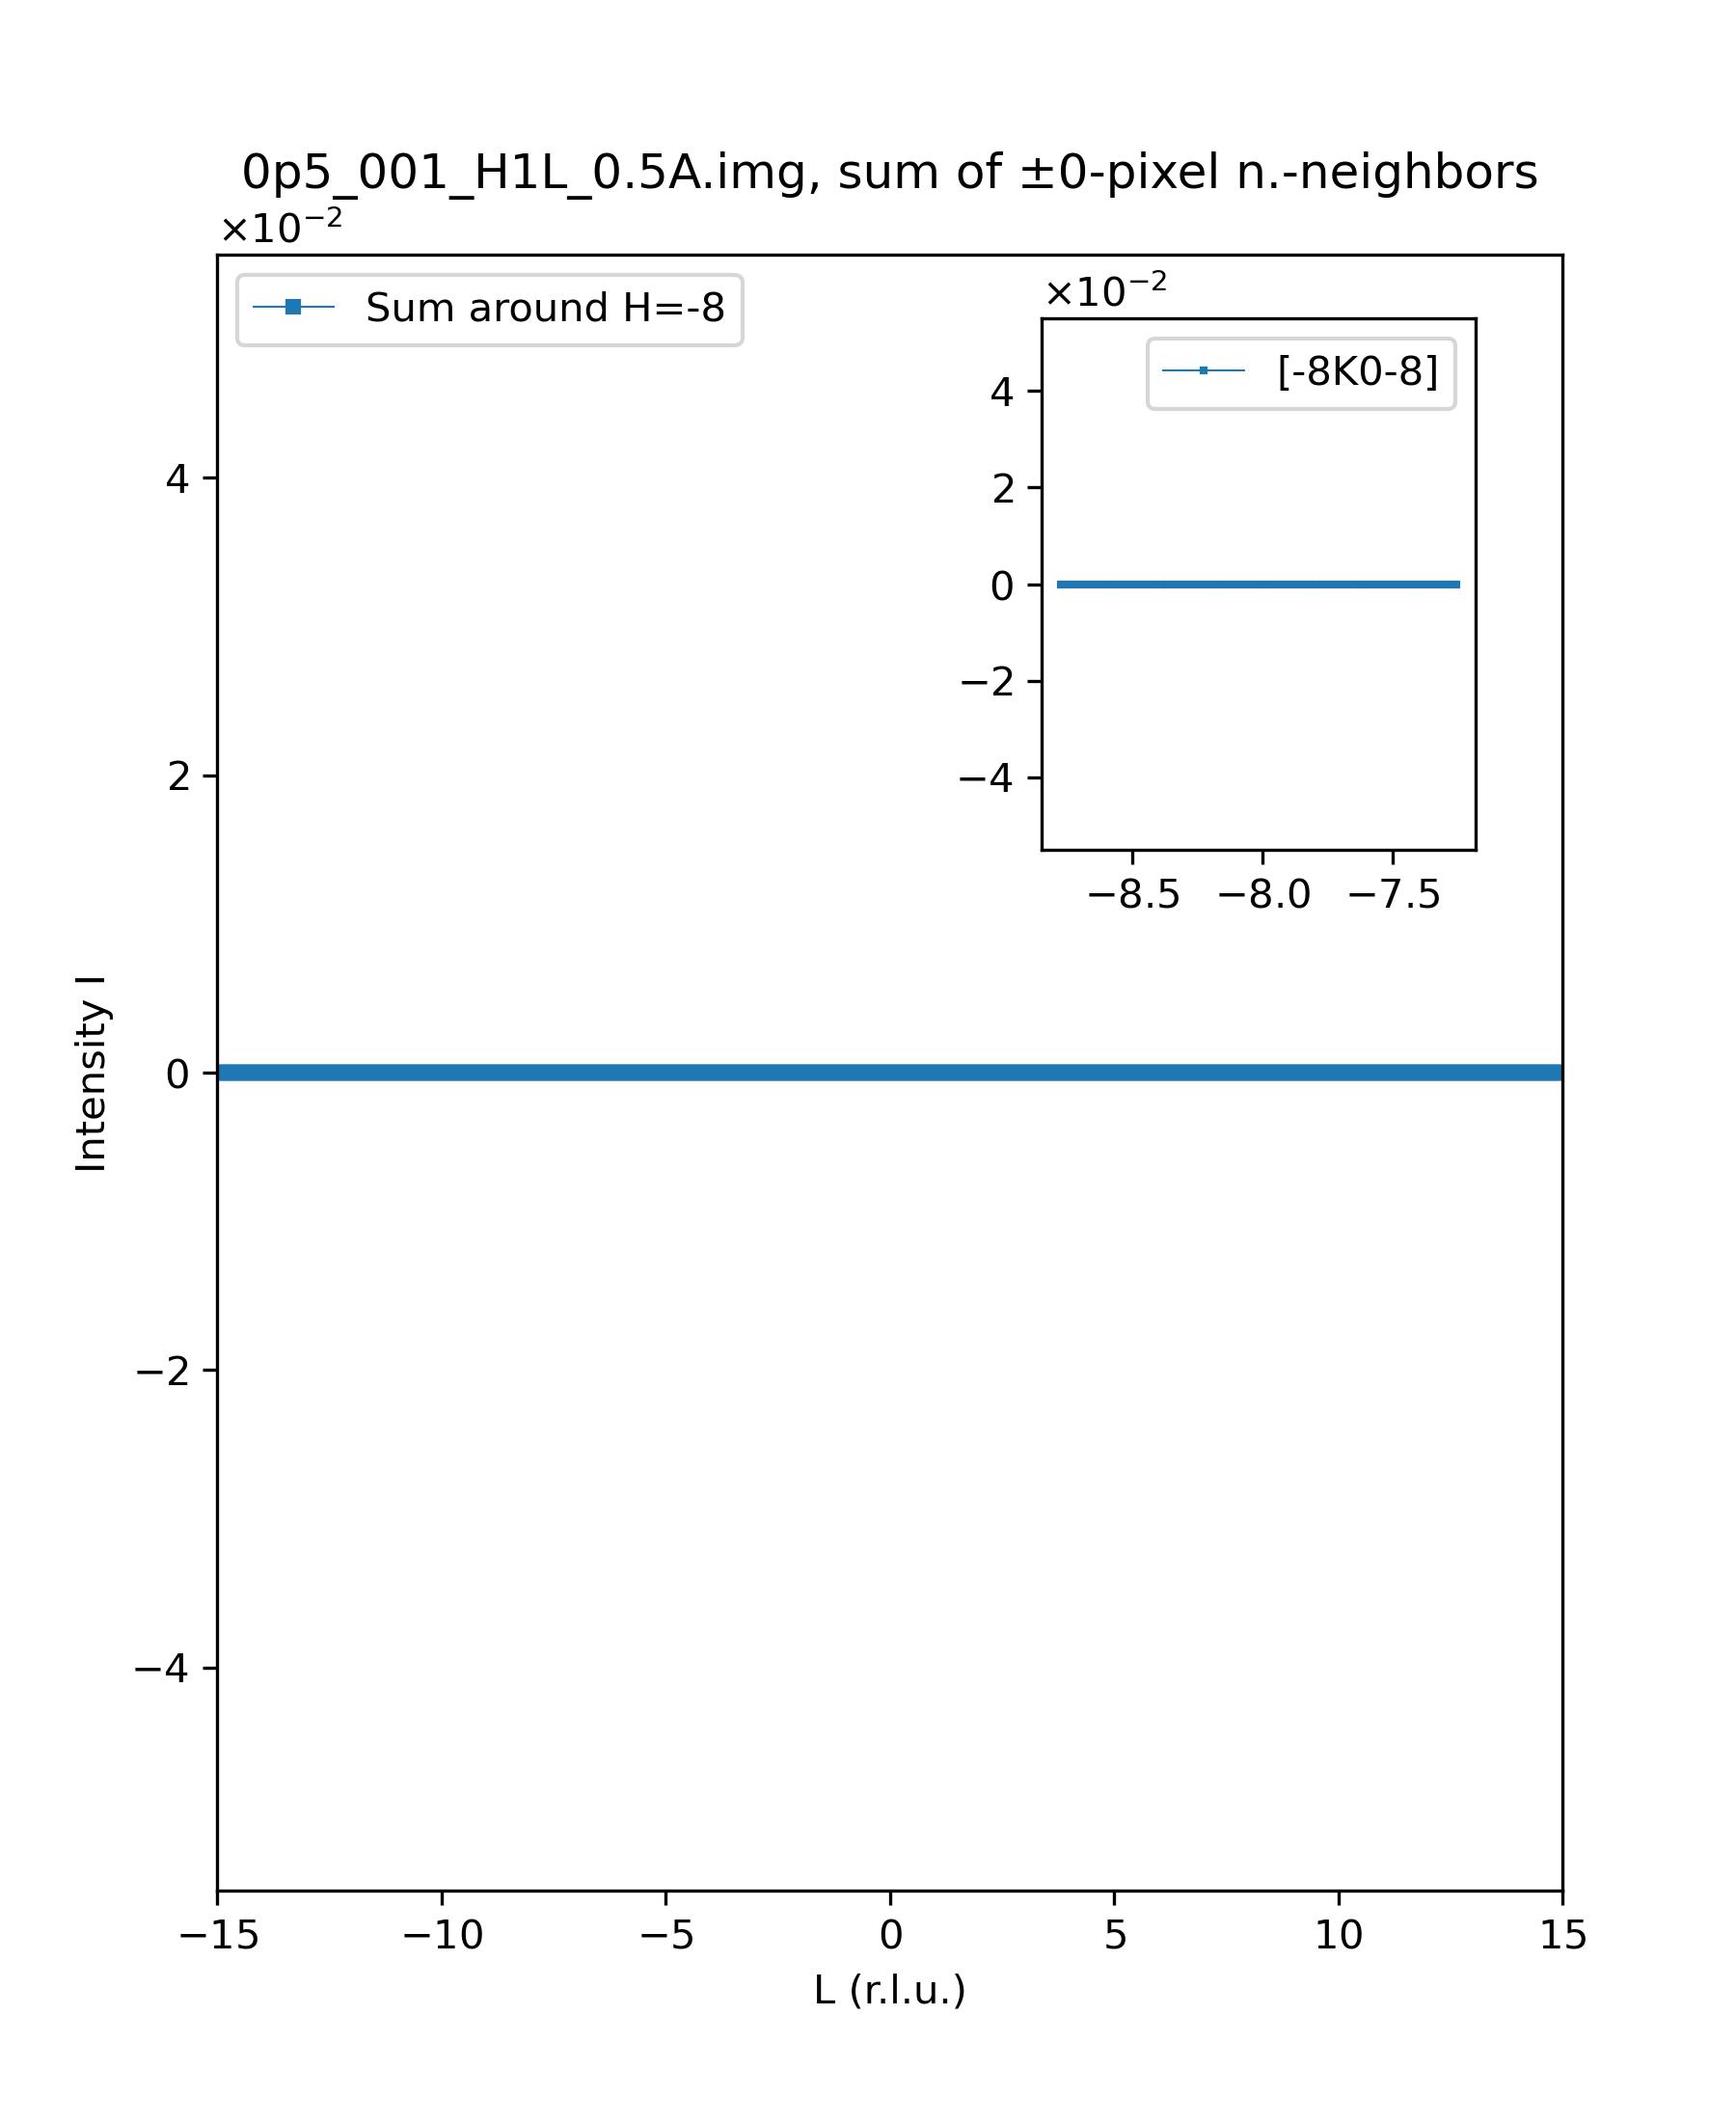 0p5_001_H1L_0.5A.img, sum of ±0-pixel n.-neighbors
×10⁻²
Sum around H=-8
×10⁻²
[-8K0-8]
4
2
0
−2
−4
−8.5 −8.0 −7.5
4
2
0
−2
−4
Intensity I
−15 −10 −5 0 5 10 15
L (r.l.u.)